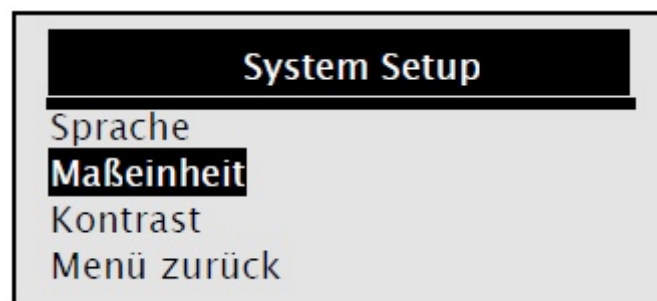 System Setup
Sprache
Maßeinheit
Kontrast
Menü zurück